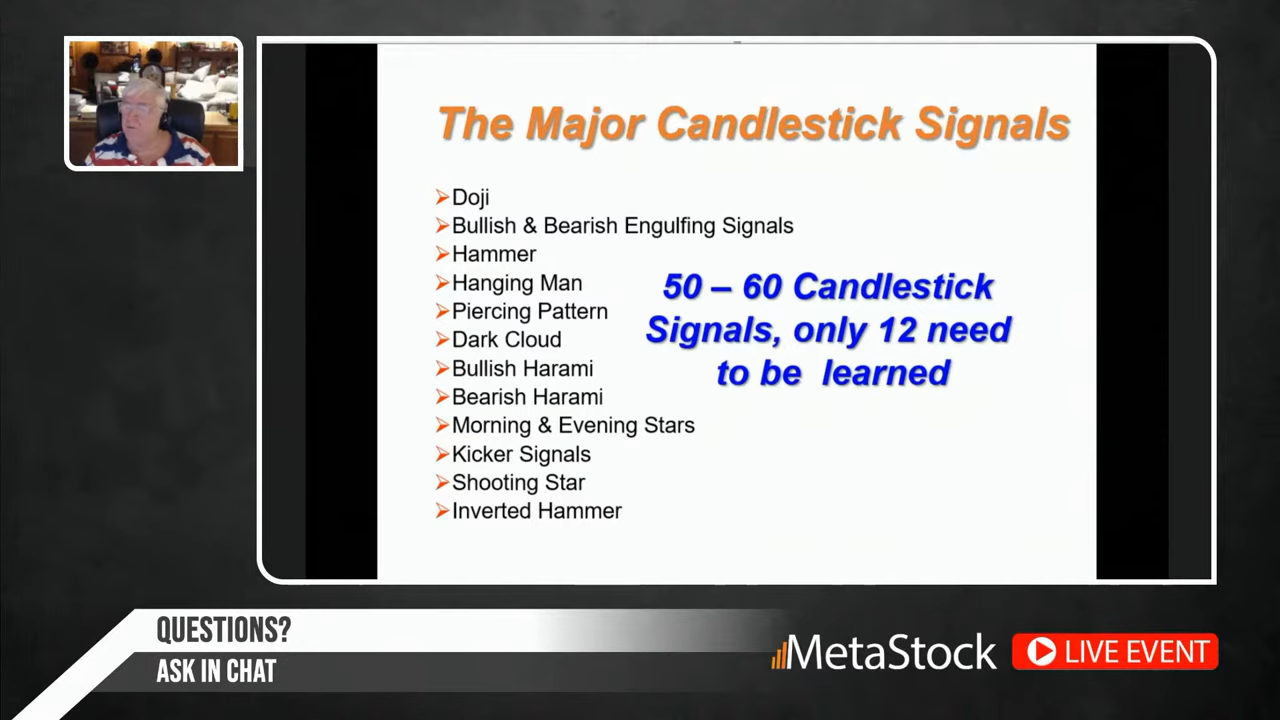 The Major Candlestick Signals
Doji
Bullish & Bearish Engulfing Signals
Hammer
Hanging Man
Piercing Pattern
Dark Cloud
Bullish Harami
Bearish Harami
Morning & Evening Stars
Kicker Signals
Shooting Star
Inverted Hammer
50 – 60 Candlestick
Signals, only 12 need
to be learned
QUESTIONS?
ASK IN CHAT
MetaStock
LIVE EVENT